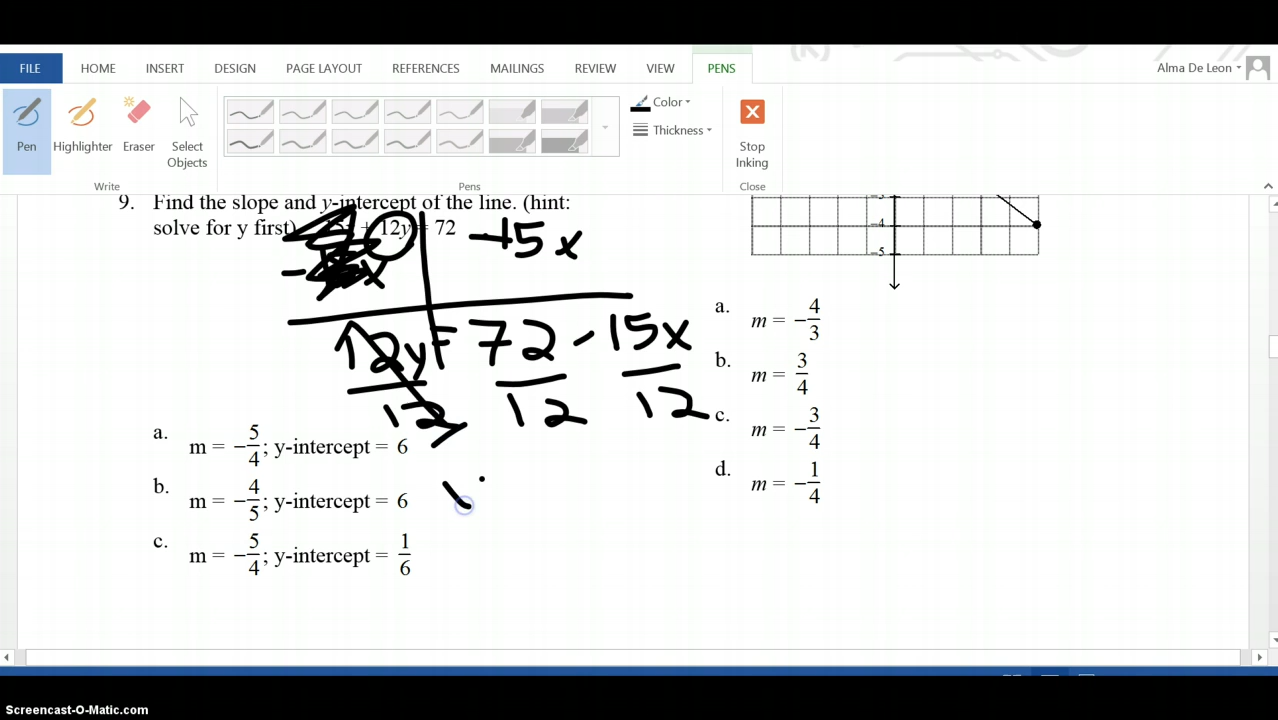 FILE HOME INSERT DESIGN PAGE LAYOUT REFERENCES MAILINGS REVIEW VIEW PENS Alma De Leon
Pen Highlighter Eraser Select Objects
Color
Thickness
Stop Inking
Write Pens Close
9. Find the slope and y-intercept of the line. (hint:
solve for y first) 12y = 72
-15x
x
12y = 72 - 15x
12 12 12
a. m = -5/4; y-intercept = 6
b. m = -4/5; y-intercept = 6
c. m = -5/4; y-intercept = 1/6
-4
-5
a. m = -4/3
b. m = 3/4
c. m = -3/4
d. m = -1/4
Screencast-O-Matic.com